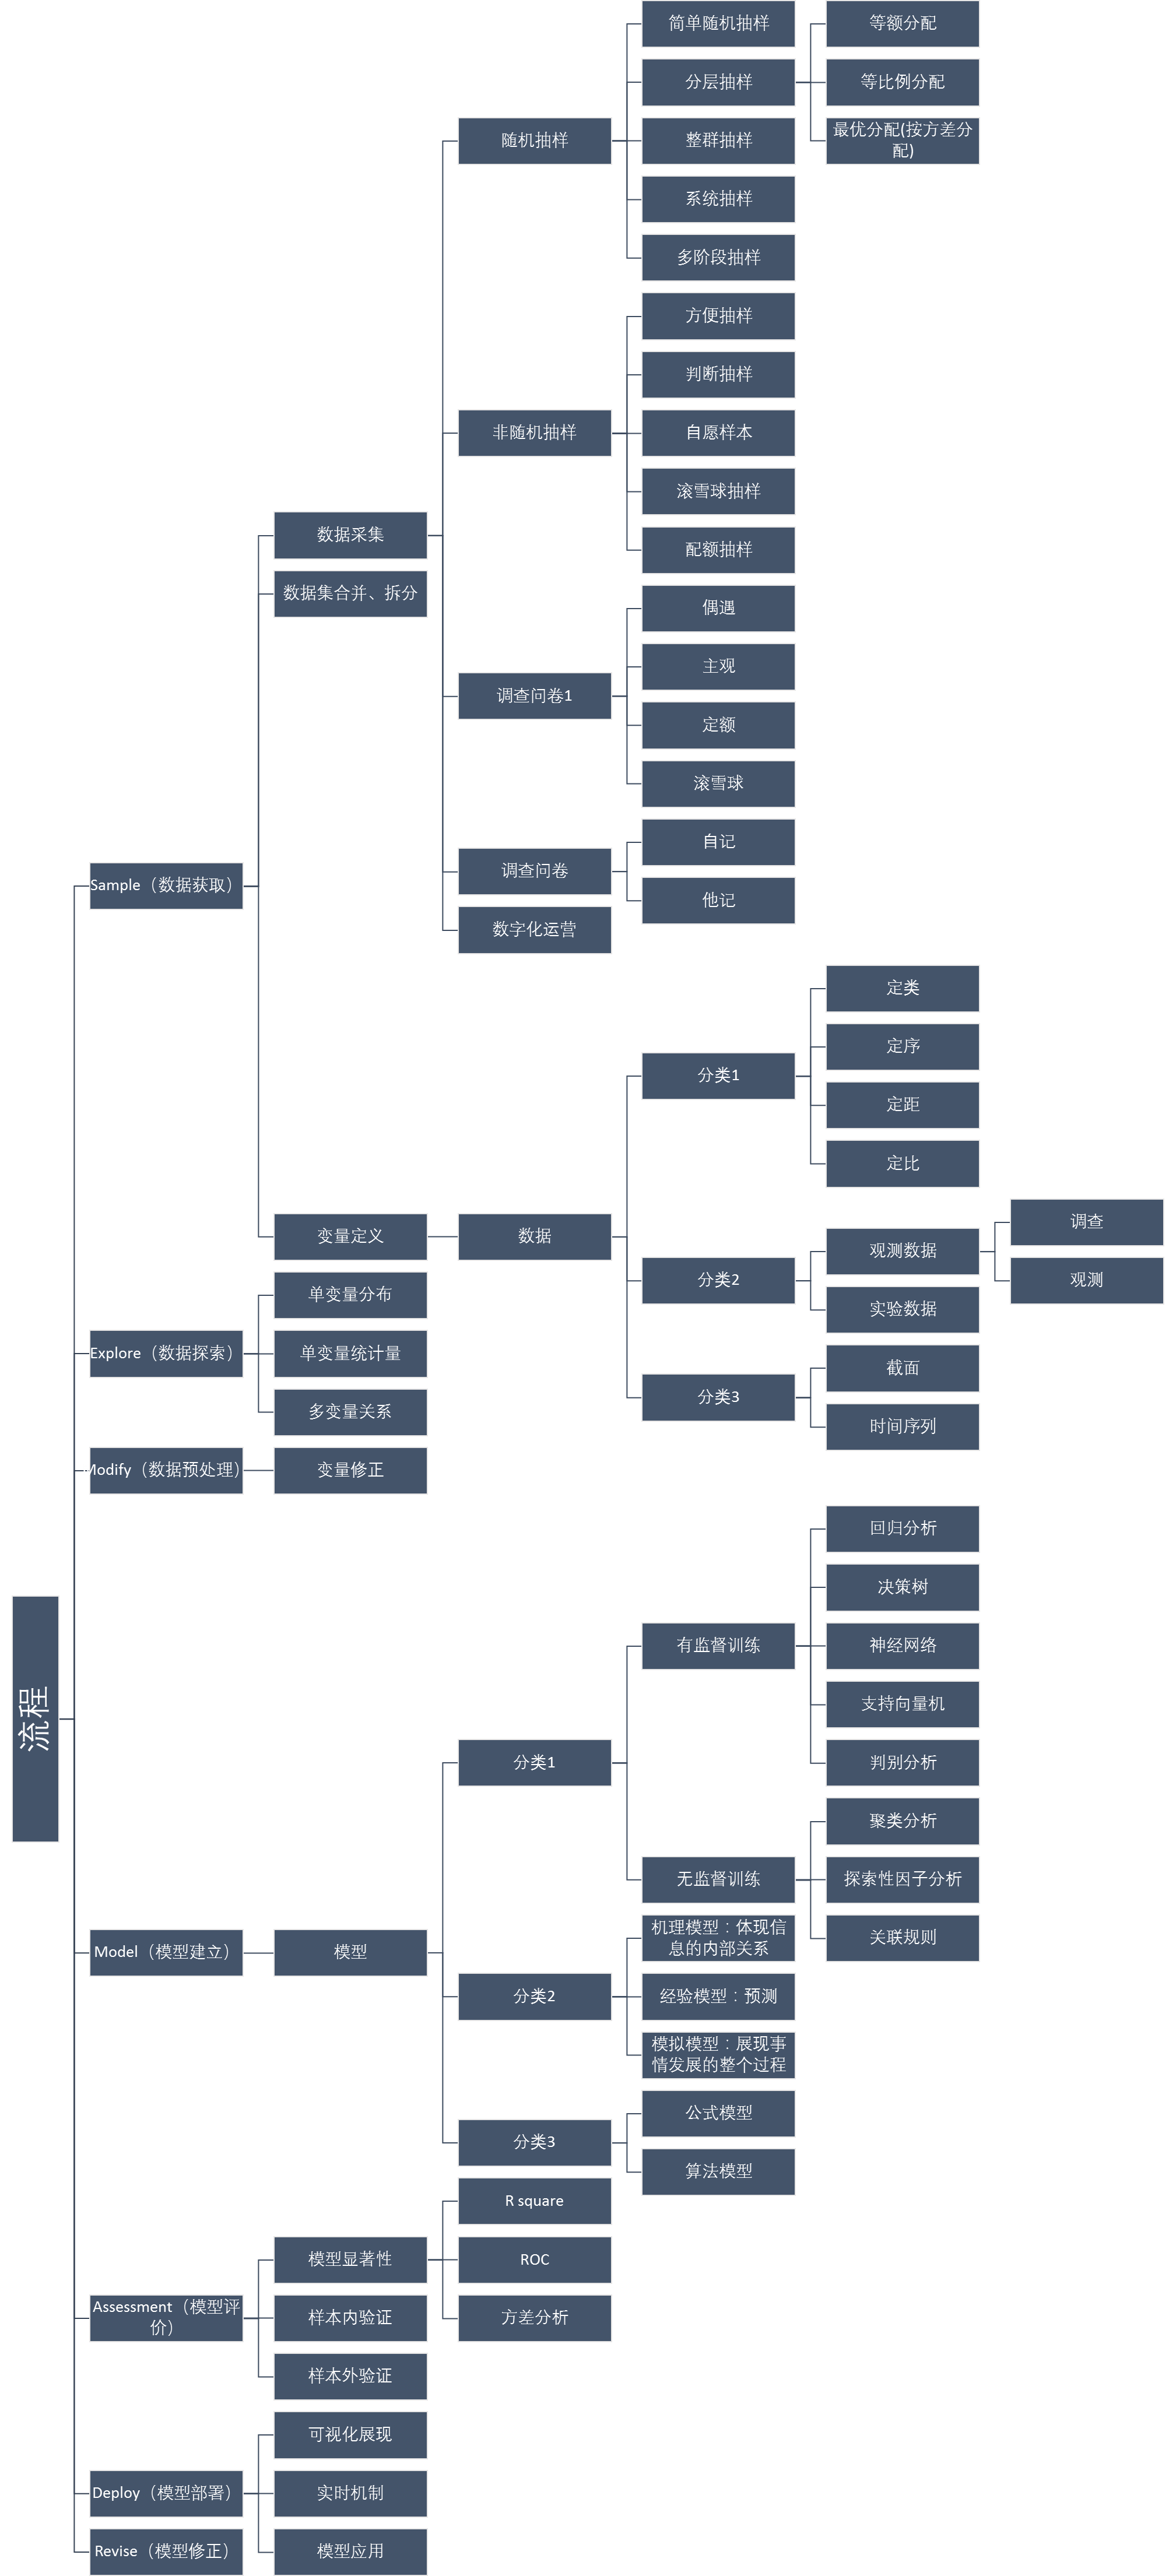 流程
Sample（数据获取）
数据采集
随机抽样
简单随机抽样
分层抽样
等额分配
等比例分配
最优分配(按方差分
配)
整群抽样
系统抽样
多阶段抽样
非随机抽样
方便抽样
判断抽样
自愿样本
滚雪球抽样
配额抽样
调查问卷1
偶遇
主观
定额
滚雪球
调查问卷
自记
他记
数字化运营
数据集合并、拆分
变量定义
数据
分类1
定类
定序
定距
定比
分类2
观测数据
调查
观测
实验数据
分类3
截面
时间序列
Explore（数据探索）
单变量分布
单变量统计量
多变量关系
Modify（数据预处理）
变量修正
Model（模型建立）
模型
分类1
有监督训练
回归分析
决策树
神经网络
支持向量机
判别分析
无监督训练
聚类分析
探索性因子分析
关联规则
分类2
机理模型：体现信
息的内部关系
经验模型：预测
模拟模型：展现事
情发展的整个过程
分类3
公式模型
算法模型
Assessment（模型评
价）
模型显著性
R square
ROC
方差分析
样本内验证
样本外验证
Deploy（模型部署）
可视化展现
实时机制
模型应用
Revise（模型修正）